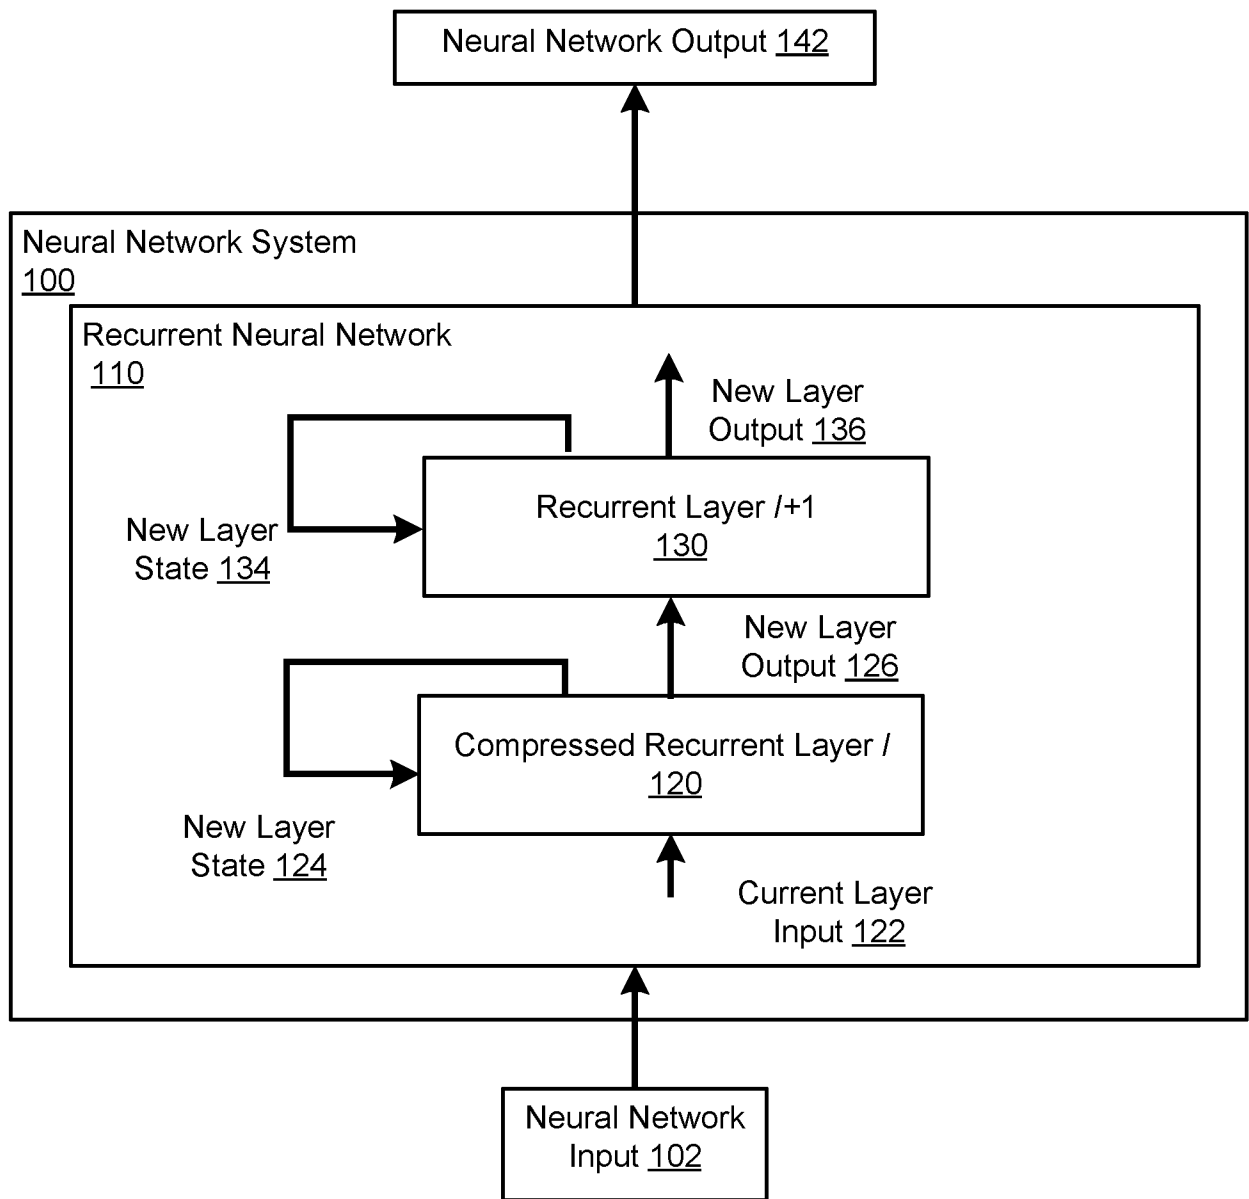 Neural Network Output 142
Neural Network System
100
Recurrent Neural Network
110
New Layer
Output 136
Recurrent Layer l+1
130
New Layer
State 134
New Layer
Output 126
Compressed Recurrent Layer l
120
New Layer
State 124
Current Layer
Input 122
Neural Network
Input 102